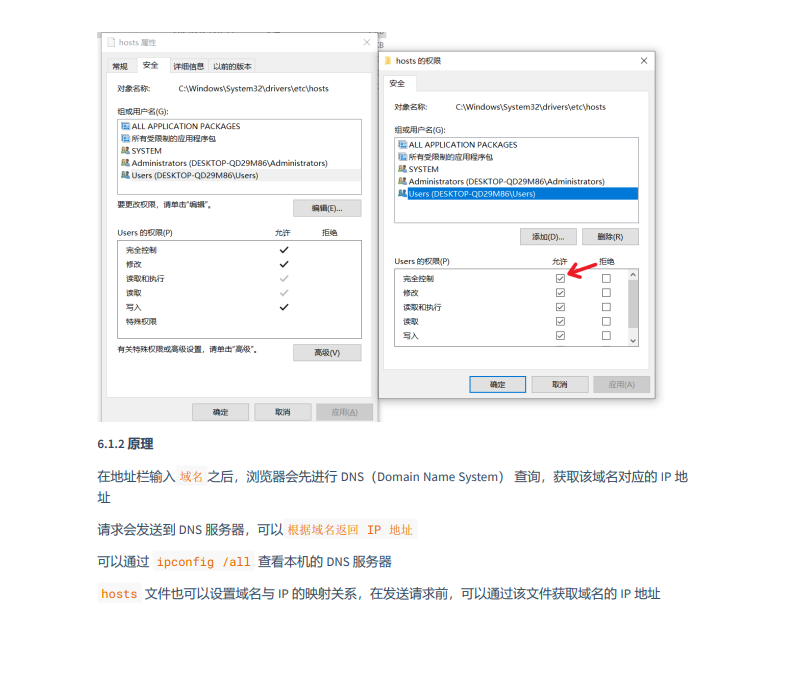 hosts 属性
常规
安全
详细信息
以前的版本
对象名称:
C:\Windows\System32\drivers\etc\hosts
组或用户名(G):
ALL APPLICATION PACKAGES
所有受限制的应用程序包
SYSTEM
Administrators (DESKTOP-QD29M86\Administrators)
Users (DESKTOP-QD29M86\Users)
要更改权限，请单击"编辑"。
编辑(E)...
Users 的权限(P)
允许
拒绝
完全控制
修改
读取和执行
读取
写入
特殊权限
有关特殊权限或高级设置，请单击"高级"。
高级(V)
确定
取消
应用(A)
hosts 的权限
安全
对象名称:
C:\Windows\System32\drivers\etc\hosts
组或用户名(G):
ALL APPLICATION PACKAGES
所有受限制的应用程序包
SYSTEM
Administrators (DESKTOP-QD29M86\Administrators)
Users (DESKTOP-QD29M86\Users)
添加(D)...
删除(R)
Users 的权限(P)
允许
拒绝
完全控制
修改
读取和执行
读取
写入
确定
取消
应用(A)
6.1.2 原理
在地址栏输入 域名 之后，浏览器会先进行 DNS（Domain Name System） 查询，获取该域名对应的 IP 地
址
请求会发送到 DNS 服务器，可以 根据域名返回 IP 地址
可以通过 ipconfig /all 查看本机的 DNS 服务器
hosts 文件也可以设置域名与 IP 的映射关系，在发送请求前，可以通过该文件获取域名的 IP 地址